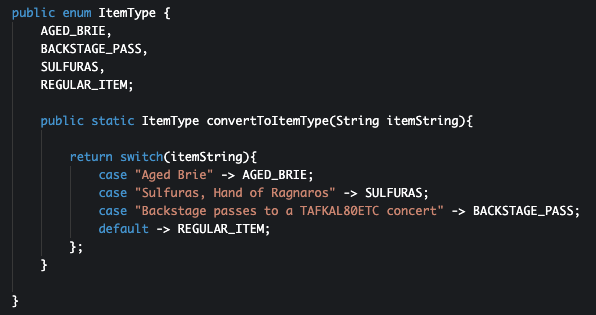 public enum ItemType {
AGED_BRIE,
BACKSTAGE_PASS,
SULFURAS,
REGULAR_ITEM;
public static ItemType convertToItemType(String itemString){
return switch(itemString){
case "Aged Brie" -> AGED_BRIE;
case "Sulfuras, Hand of Ragnaros" -> SULFURAS;
case "Backstage passes to a TAFKAL80ETC concert" -> BACKSTAGE_PASS;
default -> REGULAR_ITEM;
};
}
}